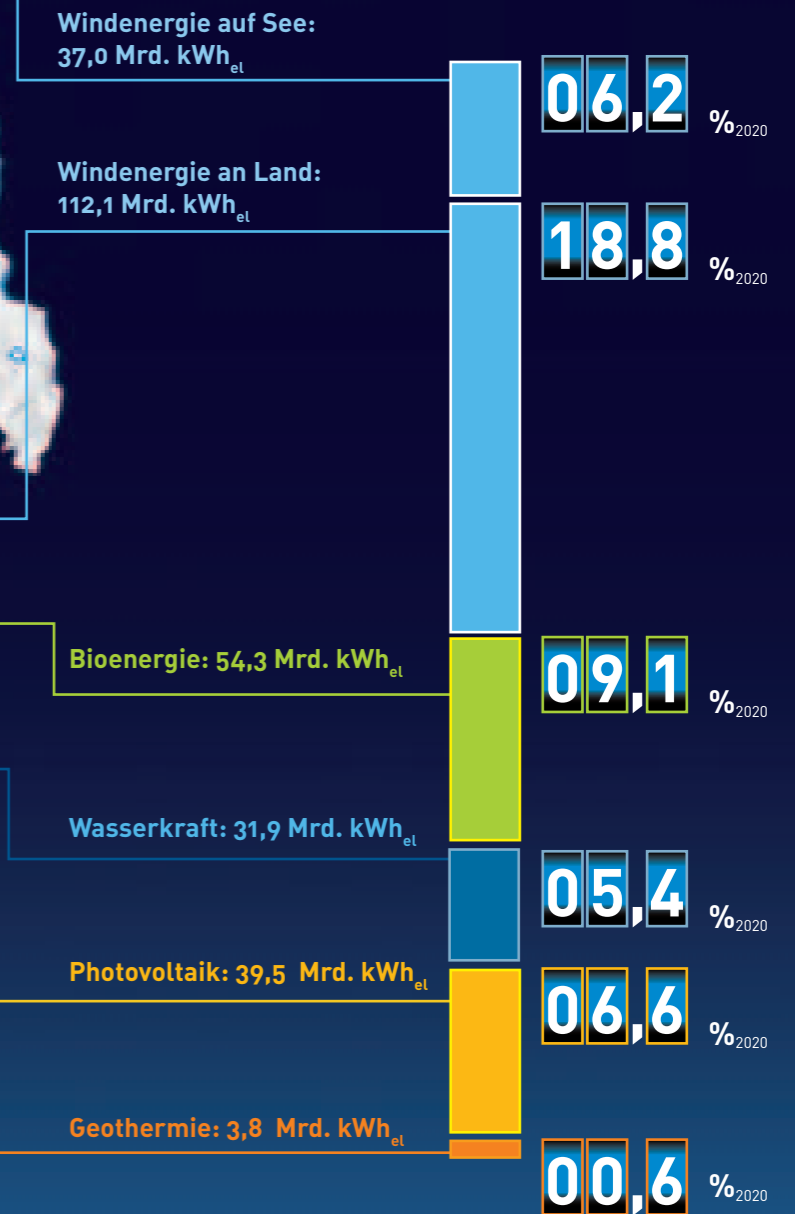 Windenergie auf See:
37,0 Mrd. kWhel
06,2 %2020
Windenergie an Land:
112,1 Mrd. kWhel
18,8 %2020
Bioenergie: 54,3 Mrd. kWhel
09,1 %2020
Wasserkraft: 31,9 Mrd. kWhel
05,4 %2020
Photovoltaik: 39,5 Mrd. kWhel
06,6 %2020
Geothermie: 3,8 Mrd. kWhel
00,6 %2020